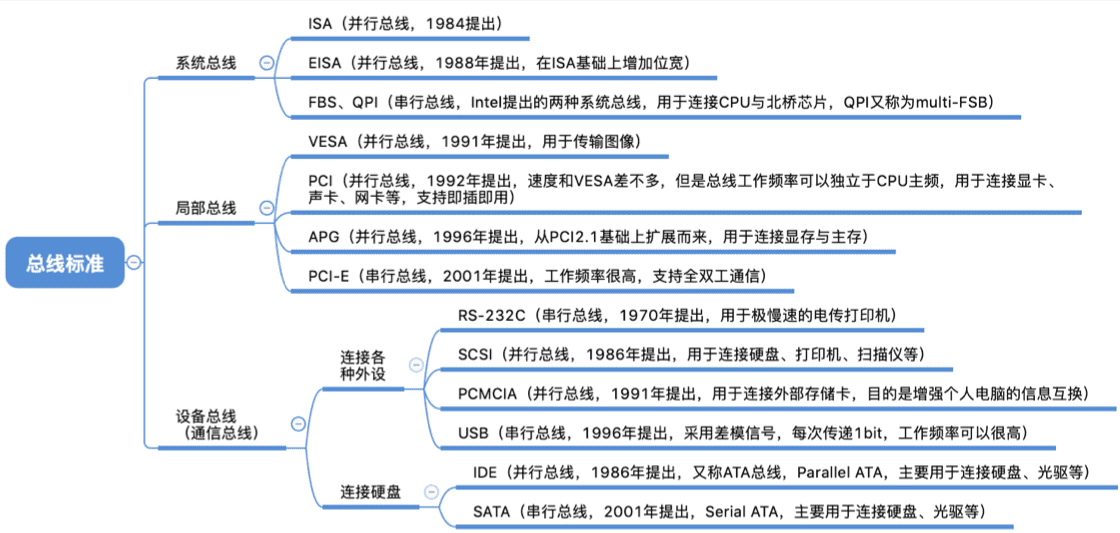 总线标准
系统总线
ISA（并行总线，1984提出）
EISA（并行总线，1988年提出，在ISA基础上增加位宽）
FBS、QPI（串行总线，Intel提出的两种系统总线，用于连接CPU与北桥芯片，QPI又称为multi-FSB）
局部总线
VESA（并行总线，1991年提出，用于传输图像）
PCI（并行总线，1992年提出，速度和VESA差不多，但是总线工作频率可以独立于CPU主频，用于连接显卡、
声卡、网卡等，支持即插即用）
APG（并行总线，1996年提出，从PCI2.1基础上扩展而来，用于连接显存与主存）
PCI-E（串行总线，2001年提出，工作频率很高，支持全双工通信）
设备总线
（通信总线）
连接各
种外设
RS-232C（串行总线，1970年提出，用于极慢速的电传打印机）
SCSI（并行总线，1986年提出，用于连接硬盘、打印机、扫描仪等）
PCMCIA（并行总线，1991年提出，用于连接外部存储卡，目的是增强个人电脑的信息互换）
USB（串行总线，1996年提出，采用差模信号，每次传递1bit，工作频率可以很高）
连接硬盘
IDE（并行总线，1986年提出，又称ATA总线，Parallel ATA，主要用于连接硬盘、光驱等）
SATA（串行总线，2001年提出，Serial ATA，主要用于连接硬盘、光驱等）